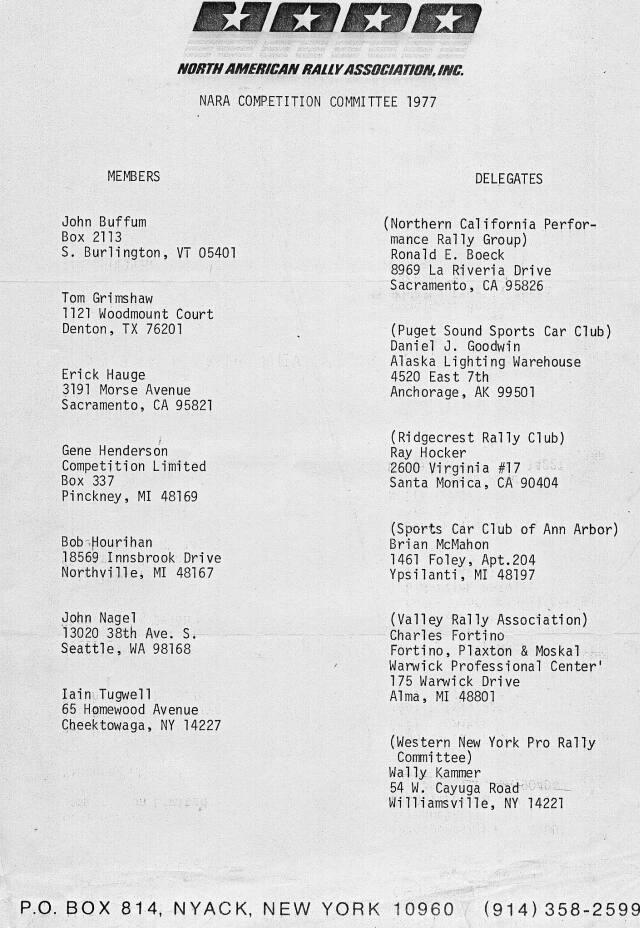 NARA
NORTH AMERICAN RALLY ASSOCIATION, INC.
NARA COMPETITION COMMITTEE 1977
MEMBERS
John Buffum
Box 2113
S. Burlington, VT 05401
Tom Grimshaw
1121 Woodmount Court
Denton, TX 76201
Erick Hauge
3191 Morse Avenue
Sacramento, CA 95821
Gene Henderson
Competition Limited
Box 337
Pinckney, MI 48169
Bob Hourihan
18569 Innsbrook Drive
Northville, MI 48167
John Nagel
13020 38th Ave. S.
Seattle, WA 98168
Iain Tugwell
65 Homewood Avenue
Cheektowaga, NY 14227
DELEGATES
(Northern California Perfor-
mance Rally Group)
Ronald E. Boeck
8969 La Riveria Drive
Sacramento, CA 95826
(Puget Sound Sports Car Club)
Daniel J. Goodwin
Alaska Lighting Warehouse
4520 East 7th
Anchorage, AK 99501
(Ridgecrest Rally Club)
Ray Hocker
2600 Virginia #17
Santa Monica, CA 90404
(Sports Car Club of Ann Arbor)
Brian McMahon
1461 Foley, Apt.204
Ypsilanti, MI 48197
(Valley Rally Association)
Charles Fortino
Fortino, Plaxton & Moskal
Warwick Professional Center'
175 Warwick Drive
Alma, MI 48801
(Western New York Pro Rally
Committee)
Wally Kammer
54 W. Cayuga Road
Williamsville, NY 14221
P.O. BOX 814, NYACK, NEW YORK 10960 (914) 358-2599